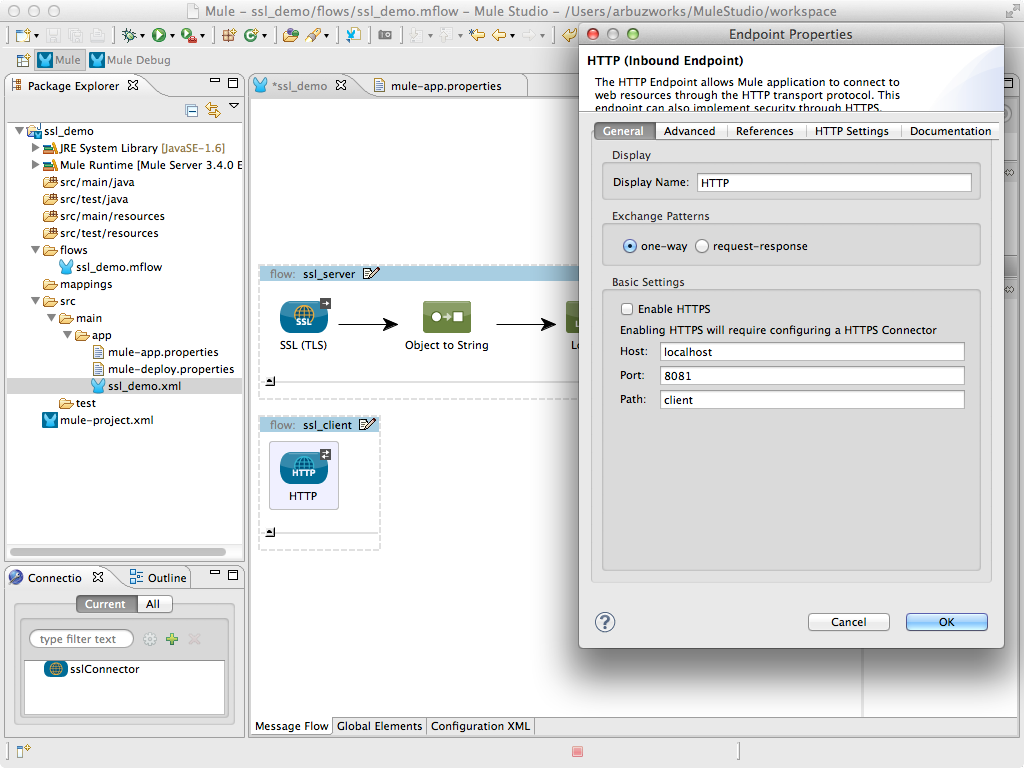 Mule – ssl_demo/flows/ssl_demo.mflow – Mule Studio – /Users/arbuzworks/MuleStudio/workspace
Mule
Mule Debug
Package Explorer
ssl_demo
JRE System Library [JavaSE-1.6]
Mule Runtime [Mule Server 3.4.0 E
src/main/java
src/test/java
src/main/resources
src/test/resources
flows
ssl_demo.mflow
mappings
src
main
app
mule-app.properties
mule-deploy.properties
ssl_demo.xml
test
mule-project.xml
Connectio
Outline
Current
All
type filter text
sslConnector
*ssl_demo
mule-app.properties
flow: ssl_server
SSL
SSL (TLS)
Object to String
L
Lo
flow: ssl_client
HTTP
HTTP
Message Flow
Global Elements
Configuration XML
Endpoint Properties
HTTP (Inbound Endpoint)
The HTTP Endpoint allows Mule application to connect to
web resources through the HTTP transport protocol. This
endpoint can also implement security through HTTPS.
General
Advanced
References
HTTP Settings
Documentation
Display
Display Name: HTTP
Exchange Patterns
one-way
request-response
Basic Settings
Enable HTTPS
Enabling HTTPS will require configuring a HTTPS Connector
Host: localhost
Port: 8081
Path: client
?
Cancel
OK